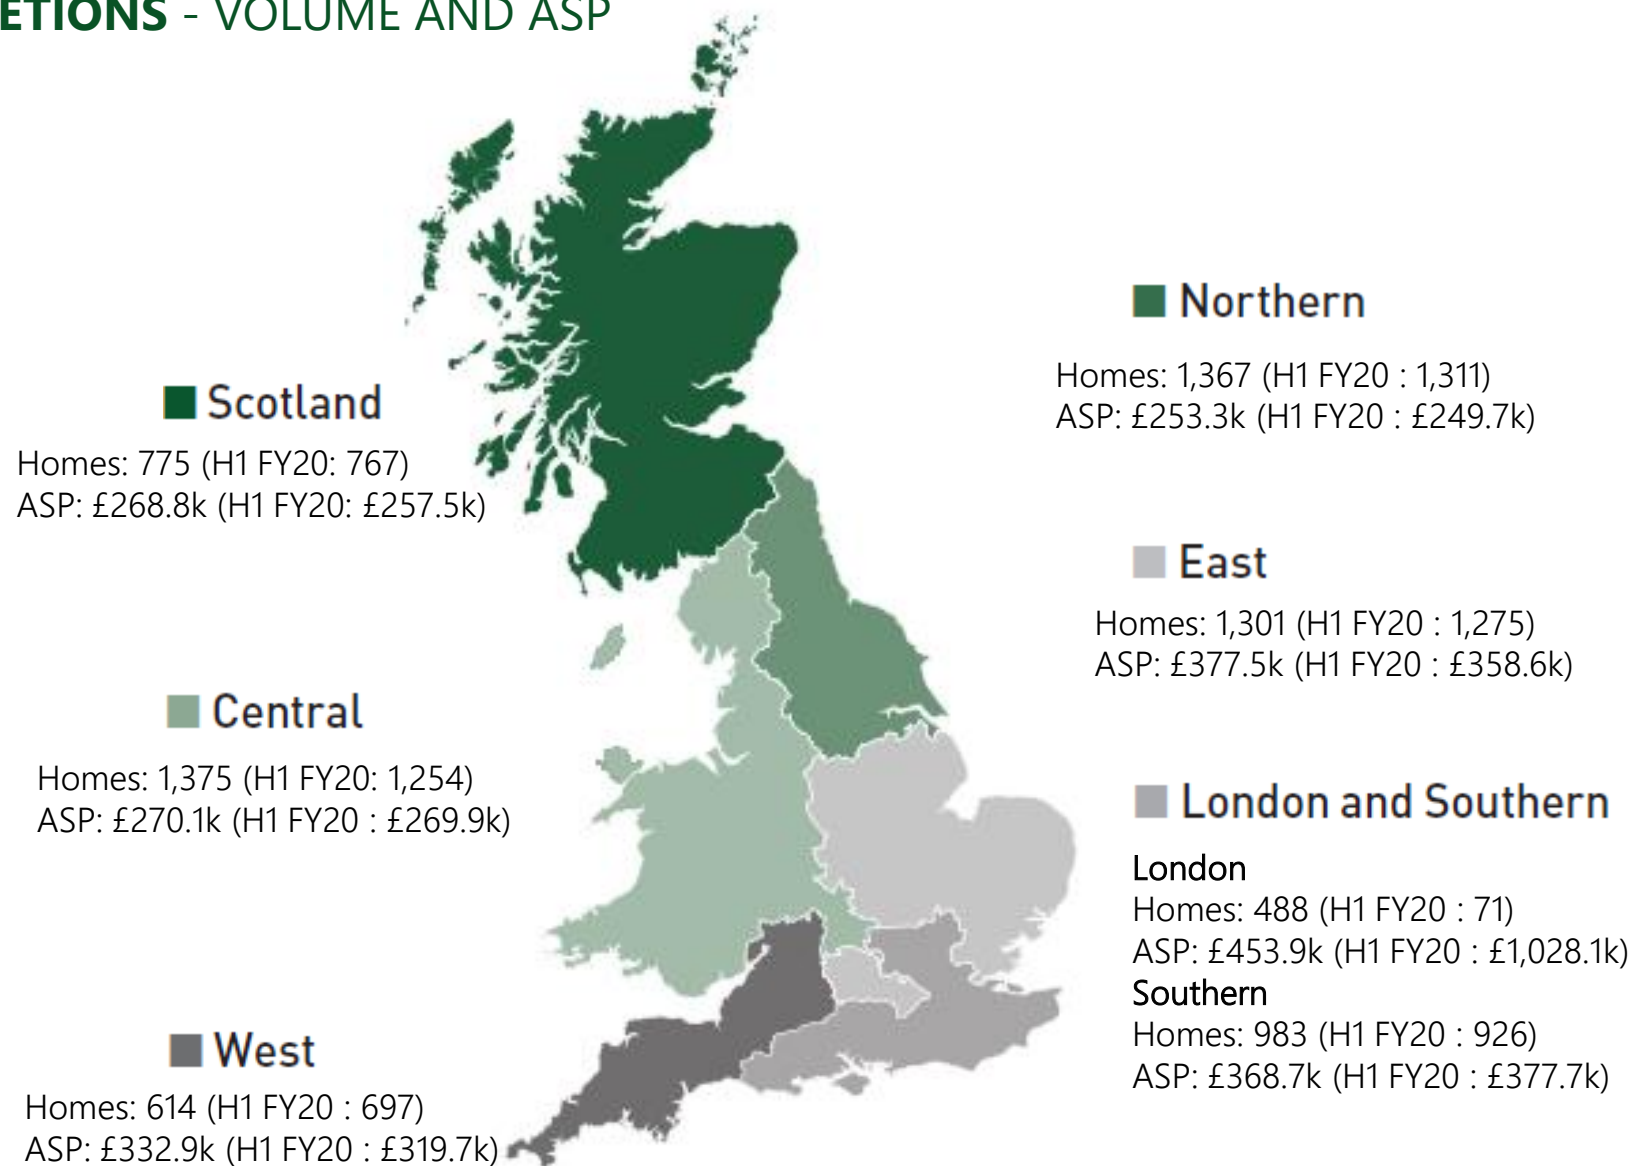 ETIONS - VOLUME AND ASP
Scotland
Homes: 775 (H1 FY20: 767)
ASP: £268.8k (H1 FY20: £257.5k)
Central
Homes: 1,375 (H1 FY20: 1,254)
ASP: £270.1k (H1 FY20 : £269.9k)
West
Homes: 614 (H1 FY20 : 697)
ASP: £332.9k (H1 FY20 : £319.7k)
Northern
Homes: 1,367 (H1 FY20 : 1,311)
ASP: £253.3k (H1 FY20 : £249.7k)
East
Homes: 1,301 (H1 FY20 : 1,275)
ASP: £377.5k (H1 FY20 : £358.6k)
London and Southern
London
Homes: 488 (H1 FY20 : 71)
ASP: £453.9k (H1 FY20 : £1,028.1k)
Southern
Homes: 983 (H1 FY20 : 926)
ASP: £368.7k (H1 FY20 : £377.7k)